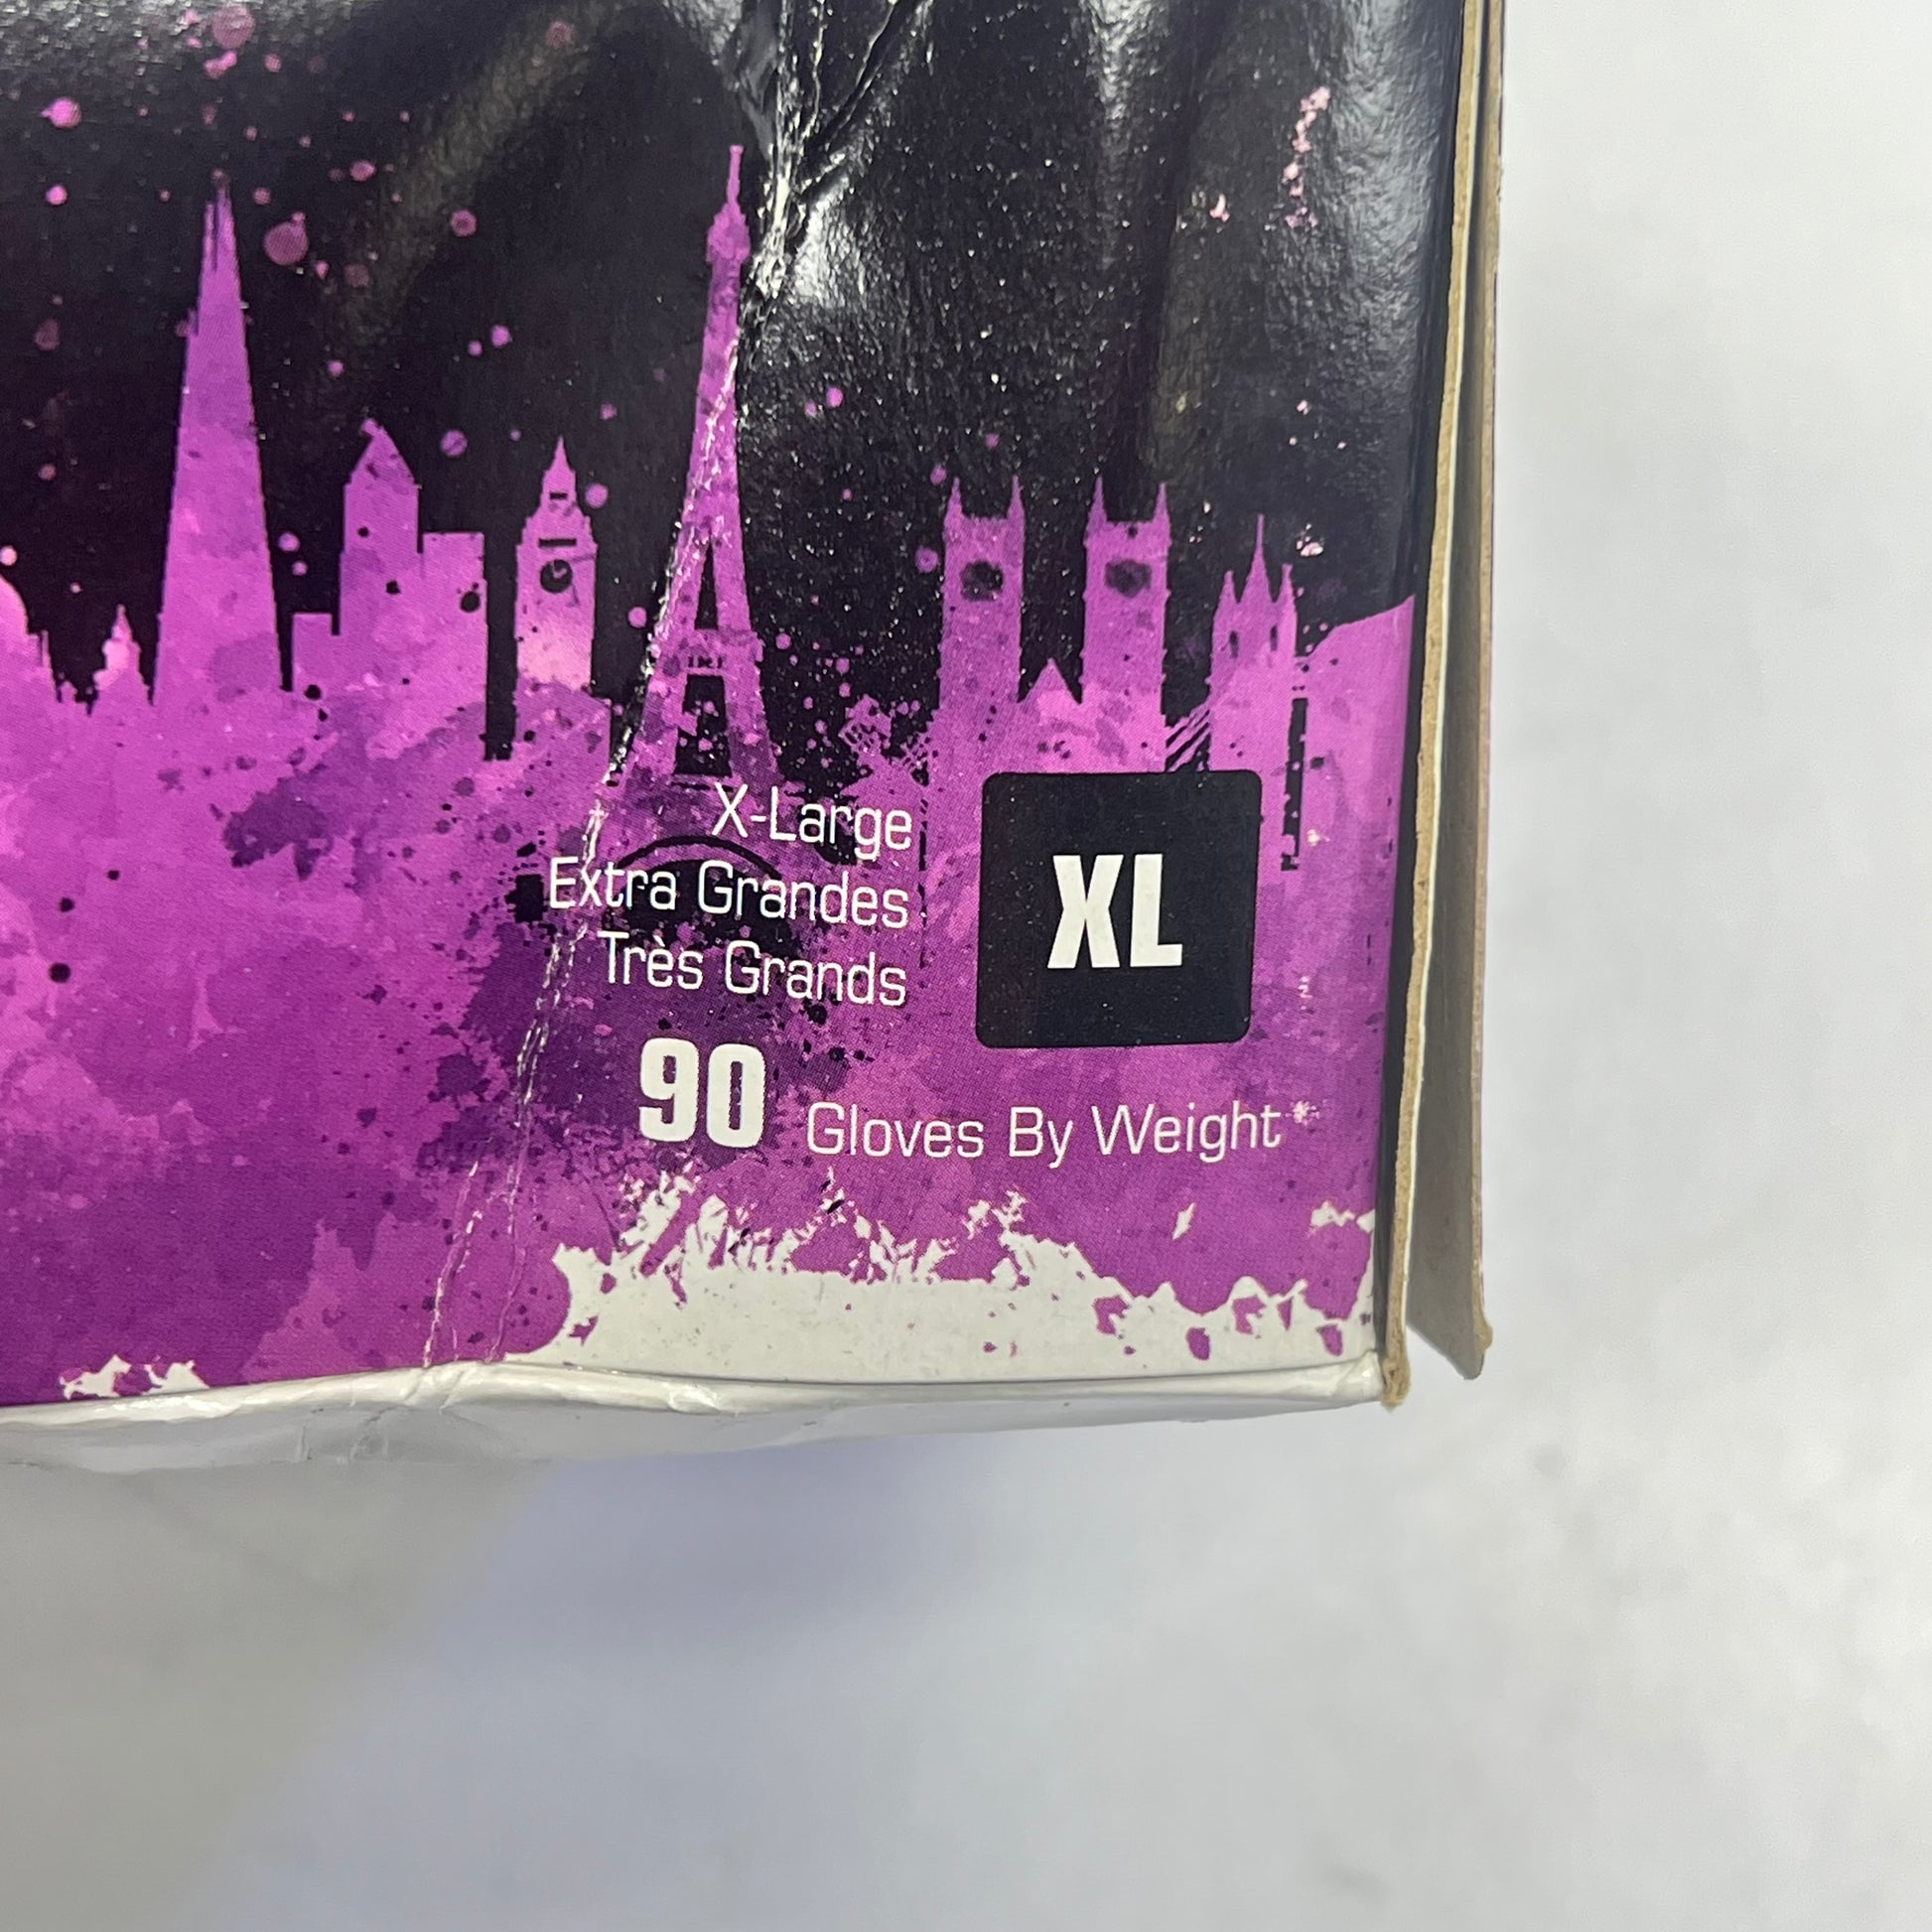 X-Large
Extra Grandes
Très Grands
XL
90 Gloves By Weight*